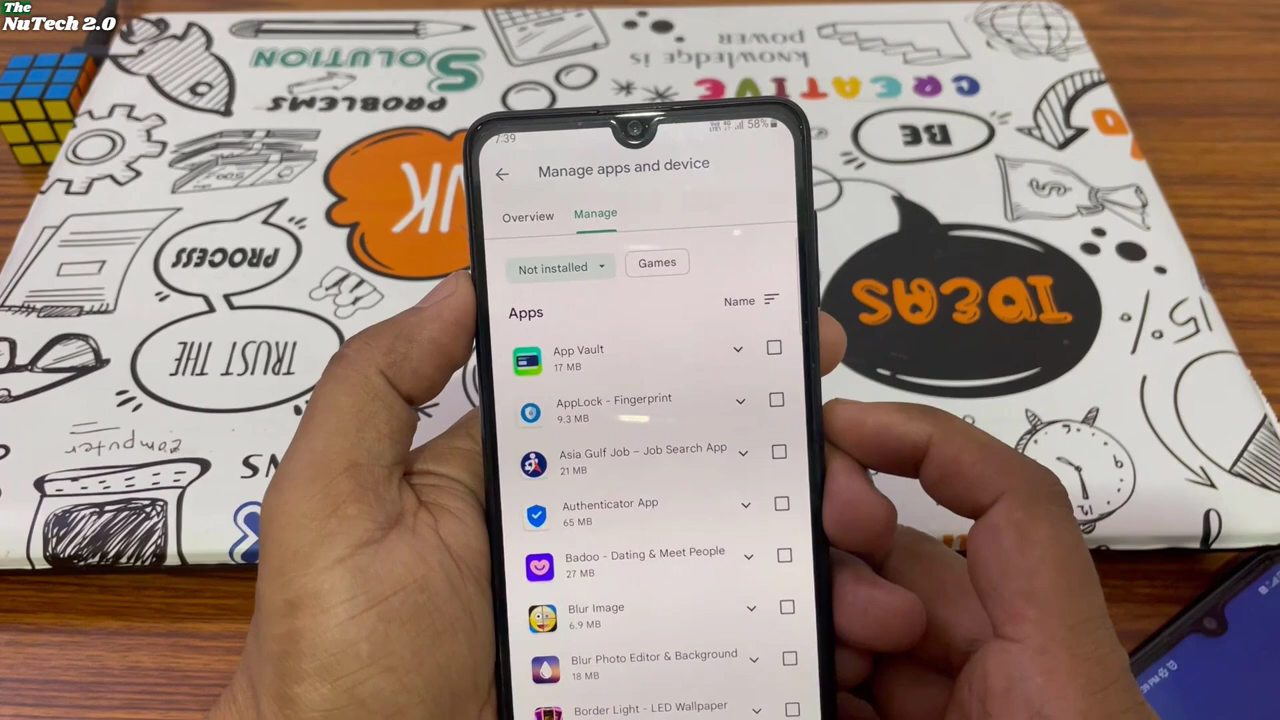 The
NuTech 2.0
SOLUTION
PROBLEMS
knowledge is
POWER
CREATIVE
BE
TRUST THE
PROCESS
IDEAS
15%
Computer
7:39
58%
Manage apps and device
Overview
Manage
Not installed
Games
Apps
Name
App Vault
17 MB
AppLock - Fingerprint
9.3 MB
Asia Gulf Job – Job Search App
21 MB
Authenticator App
65 MB
Badoo - Dating & Meet People
27 MB
Blur Image
6.9 MB
Blur Photo Editor & Background
18 MB
Border Light - LED Wallpaper